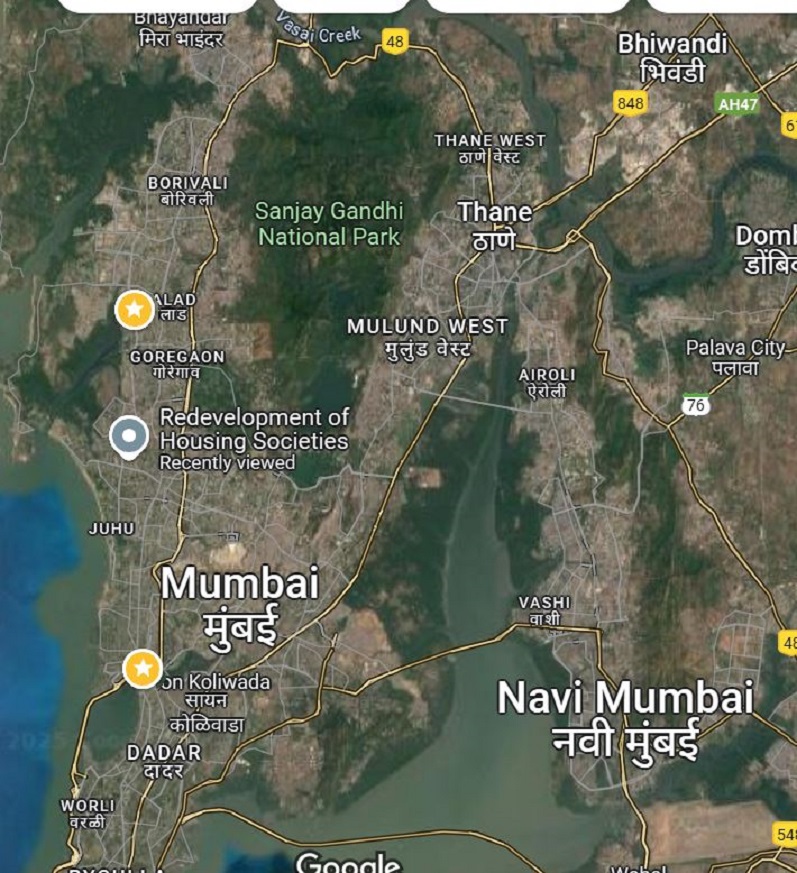 Bhayandar
मिरा भाइंदर
Vasai Creek
48
Bhiwandi
भिवंडी
848
AH47
THANE WEST
ठाणे वेस्ट
BORIVALI
बोरिवली
Sanjay Gandhi
National Park
Thane
ठाणे
Domb
डोंबि
ALAD
लाड
MULUND WEST
मुलुंड वेस्ट
GOREGAON
गोरेगाव
Palava City
पलावा
AIROLI
ऐरोली
76
Redevelopment of
Housing Societies
Recently viewed
JUHU
Mumbai
मुंबई
VASHI
वाशी
48
on Koliwada
सायन
कोळिवाडा
Navi Mumbai
नवी मुंबई
DADAR
दादर
WORLI
वरळी
548
Google